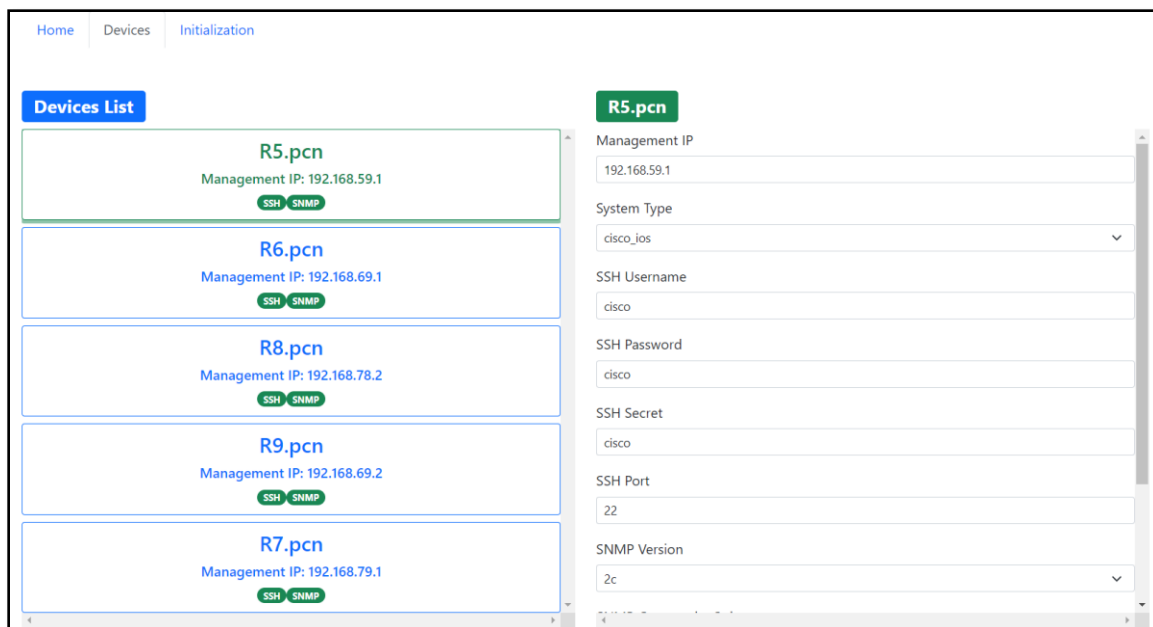 Home Devices Initialization
Devices List
R5.pcn
Management IP: 192.168.59.1
SSH SNMP
R6.pcn
Management IP: 192.168.69.1
SSH SNMP
R8.pcn
Management IP: 192.168.78.2
SSH SNMP
R9.pcn
Management IP: 192.168.69.2
SSH SNMP
R7.pcn
Management IP: 192.168.79.1
SSH SNMP
R5.pcn
Management IP
192.168.59.1
System Type
cisco_ios
SSH Username
cisco
SSH Password
cisco
SSH Secret
cisco
SSH Port
22
SNMP Version
2c